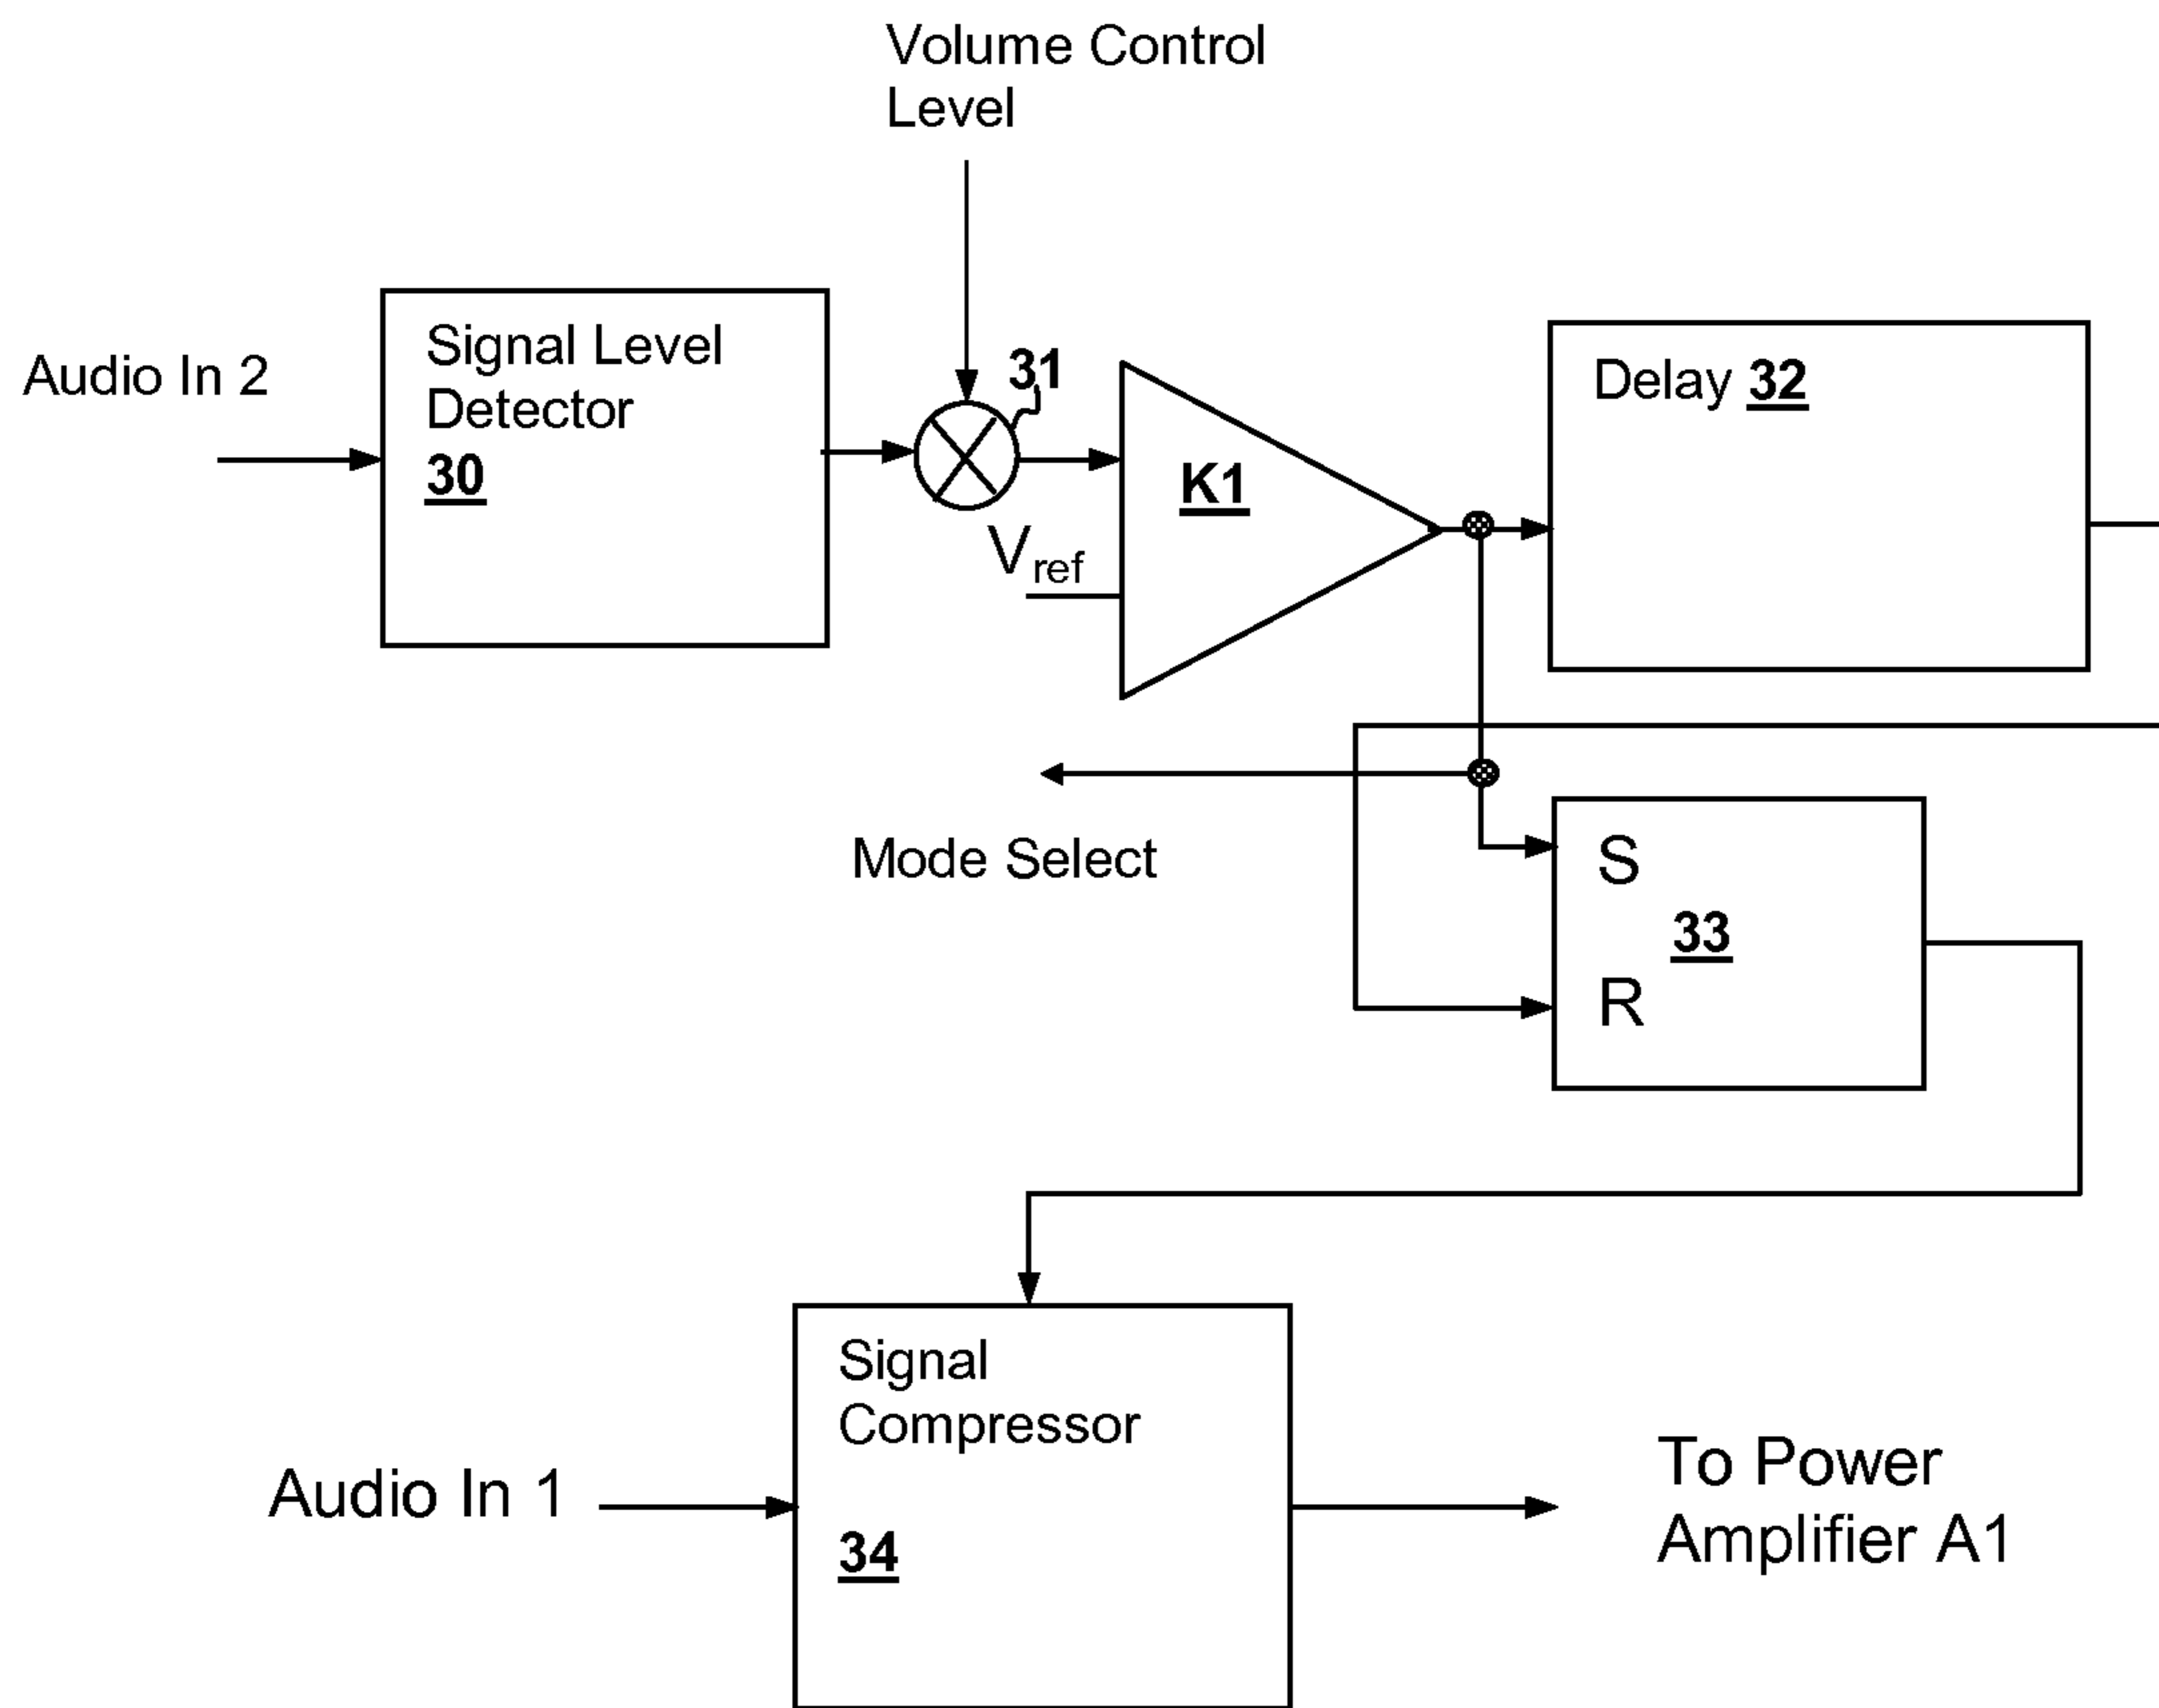 Volume Control
Level
Audio In 2
Signal Level
Detector
30
31
K1
Vref
Delay 32
Mode Select
S
33
R
Signal
Compressor
34
Audio In 1
To Power
Amplifier A1